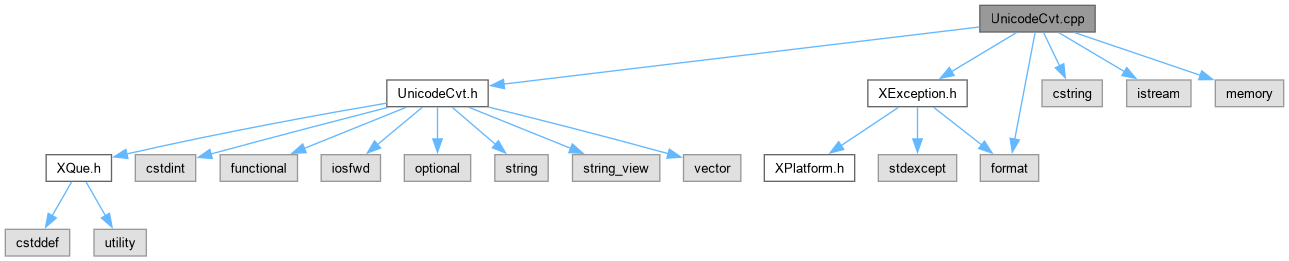 UnicodeCvt.cpp
UnicodeCvt.h
XException.h
cstring
istream
memory
XQue.h
cstdint
functional
iosfwd
optional
string
string_view
vector
XPlatform.h
stdexcept
format
cstddef
utility